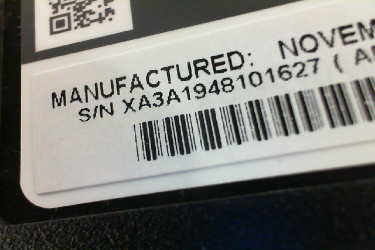 MANUFACTURED: NOVEM
S/N XA3A1948101627 ( A